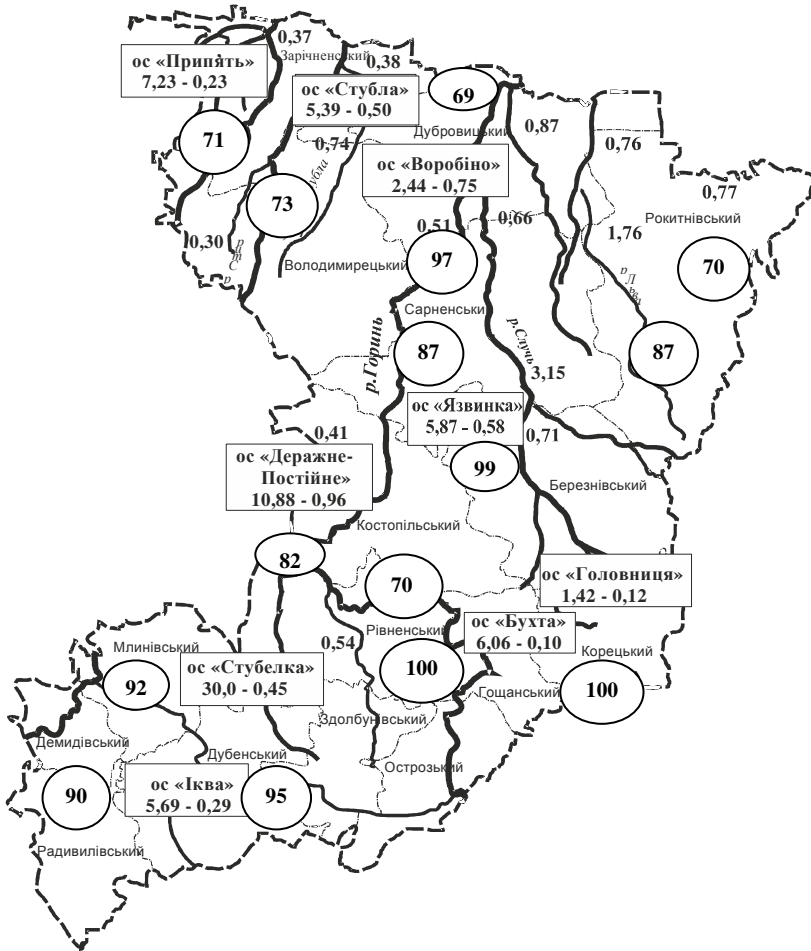 0,37
Зарічненський
ос «Припять»
7,23 - 0,23
0,38
ос «Стубла»
5,39 - 0,50
69
Дубровицький
0,87
0,76
71
0,74
убла
ос «Воробіно»
2,44 - 0,75
0,77
73
Рокитнівський
0,30
0,51
0,66
1,76
Володимирецький
97
70
Сарненськи
р.Горинь
87
р.Случь
87
3,15
ос «Язвинка»
5,87 - 0,58
0,41
0,71
ос «Деражне-
Постійне»
10,88 - 0,96
99
Березнівський
Костопільський
82
70
ос «Головниця»
1,42 - 0,12
ос «Бухта»
6,06 - 0,10
Рівненський
Млинівський
0,54
ос «Стубелка»
30,0 - 0,45
Корецький
92
100
Гощанський
100
Здолбунівський
Демидівський
Дубенський
Острозький
ос «Іква»
5,69 - 0,29
90
95
Радивилівський